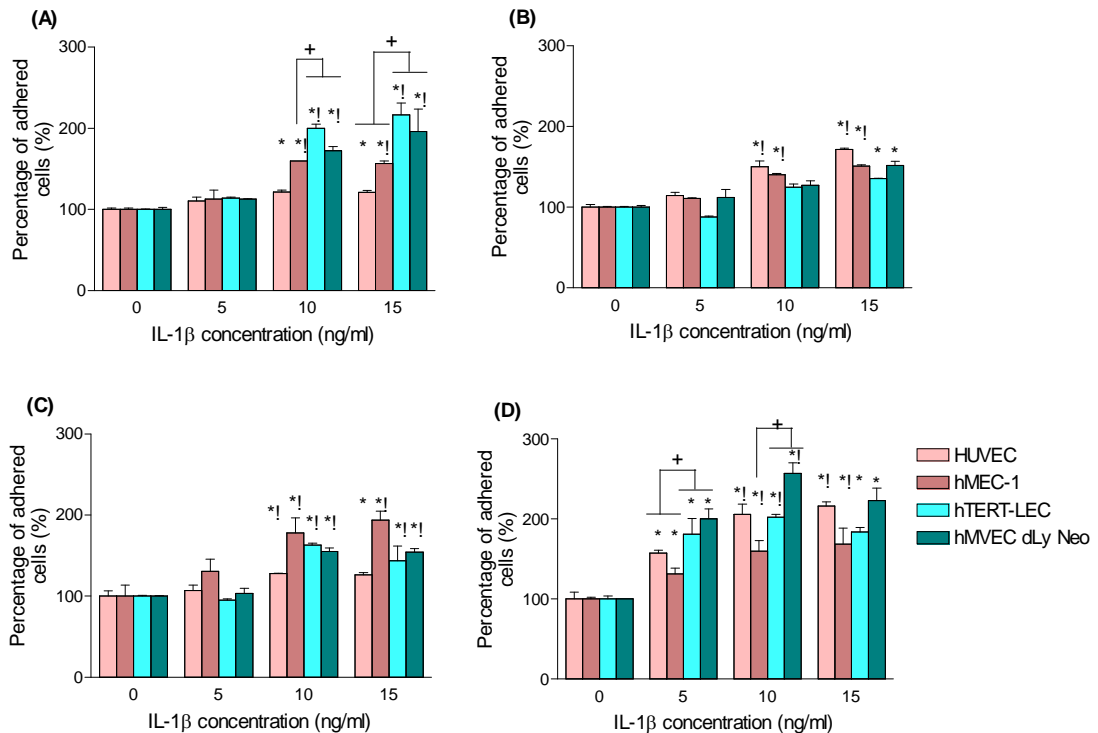 (A)
+
+
*
*!
*!
*!
*
*!
*!
*!
Percentage of adhered
cells (%)
300
200
100
0
0 5 10 15
IL-1β concentration (ng/ml)
(B)
*!
*!
*!
*!
*
*
Percentage of adhered
cells (%)
300
200
100
0
0 5 10 15
IL-1β concentration (ng/ml)
(C)
*!
*!
*!
*!
*
*!
*!
*!
Percentage of adhered
cells (%)
300
200
100
0
0 5 10 15
IL-1β concentration (ng/ml)
(D)
+
+
*
*
*
*
*!
*!
*!
*!
*!
*!
*
*
Percentage of adhered
cells (%)
300
200
100
0
0 5 10 15
IL-1β concentration (ng/ml)
HUVEC
hMEC-1
hTERT-LEC
hMVEC dLy Neo